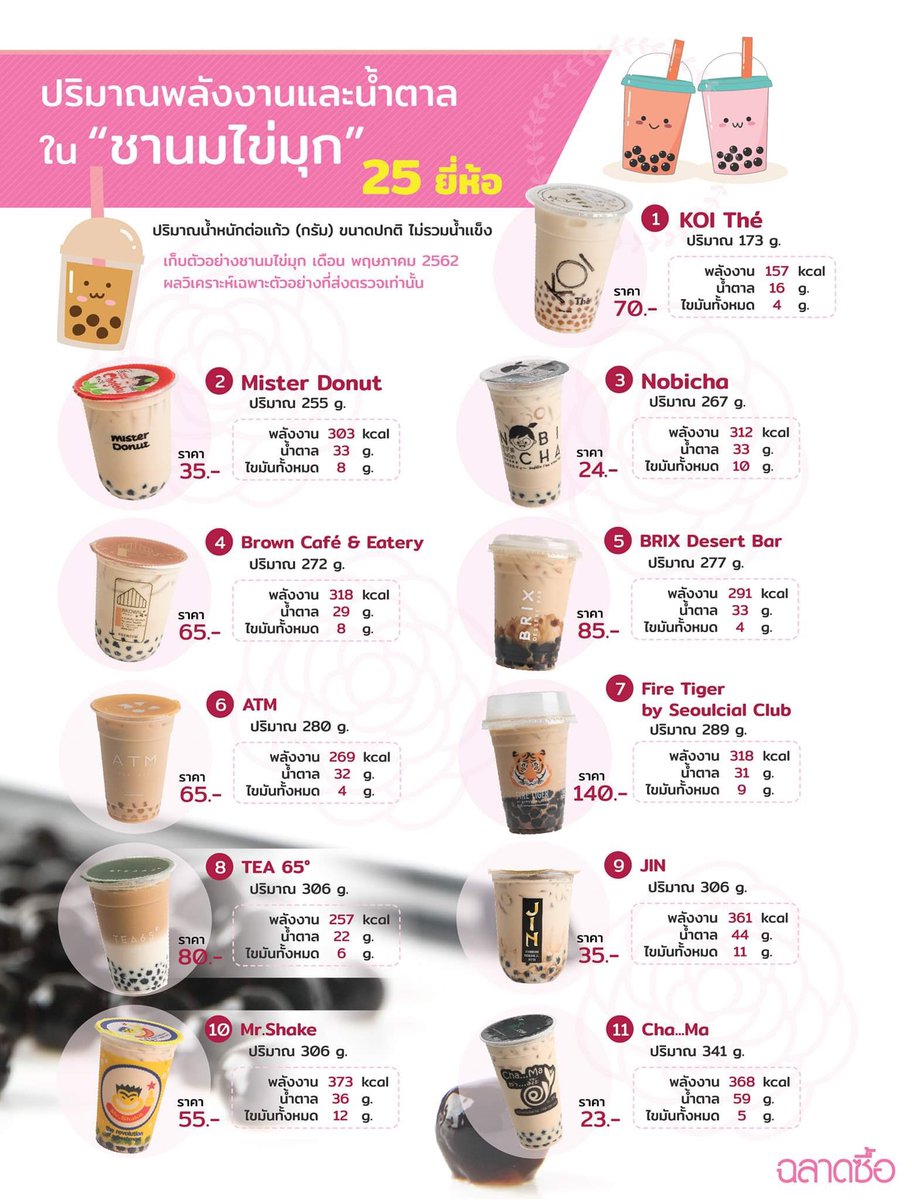 ปริมาณพลังงานและน้ำตาล
ใน “ชานมไข่มุก”
25 ยี่ห้อ
ปริมาณน้ำหนักต่อแก้ว (กรัม) ขนาดปกติ ไม่รวมน้ำแข็ง
เก็บตัวอย่างชานมไข่มุก เดือน พฤษภาคม 2562
ผลวิเคราะห์เฉพาะตัวอย่างที่ส่งตรวจเท่านั้น
KOI
Thé
1 KOI Thé
ปริมาณ 173 g.
ราคา
70.-
พลังงาน 157 kcal
น้ำตาล 16 g.
ไขมันทั้งหมด 4 g.
mister
Donut
2 Mister Donut
ปริมาณ 255 g.
ราคา
35.-
พลังงาน 303 kcal
น้ำตาล 33 g.
ไขมันทั้งหมด 8 g.
NOBI
CHA
3 Nobicha
ปริมาณ 267 g.
ราคา
24.-
พลังงาน 312 kcal
น้ำตาล 33 g.
ไขมันทั้งหมด 10 g.
BROWN
4 Brown Café & Eatery
ปริมาณ 272 g.
ราคา
65.-
พลังงาน 318 kcal
น้ำตาล 29 g.
ไขมันทั้งหมด 8 g.
BRIX
DESSERT BAR
5 BRIX Desert Bar
ปริมาณ 277 g.
ราคา
85.-
พลังงาน 291 kcal
น้ำตาล 33 g.
ไขมันทั้งหมด 4 g.
ATM
6 ATM
ปริมาณ 280 g.
ราคา
65.-
พลังงาน 269 kcal
น้ำตาล 32 g.
ไขมันทั้งหมด 4 g.
FIRE TIGER
7 Fire Tiger
by Seoulcial Club
ปริมาณ 289 g.
ราคา
140.-
พลังงาน 318 kcal
น้ำตาล 31 g.
ไขมันทั้งหมด 9 g.
TEA65°
8 TEA 65°
ปริมาณ 306 g.
ราคา
80.-
พลังงาน 257 kcal
น้ำตาล 22 g.
ไขมันทั้งหมด 6 g.
JIN
9 JIN
ปริมาณ 306 g.
ราคา
35.-
พลังงาน 361 kcal
น้ำตาล 44 g.
ไขมันทั้งหมด 11 g.
the revolution
10 Mr.Shake
ปริมาณ 306 g.
ราคา
55.-
พลังงาน 373 kcal
น้ำตาล 36 g.
ไขมันทั้งหมด 12 g.
Cha...Ma
11 Cha...Ma
ปริมาณ 341 g.
ราคา
23.-
พลังงาน 368 kcal
น้ำตาล 59 g.
ไขมันทั้งหมด 5 g.
ฉลาดซื้อ